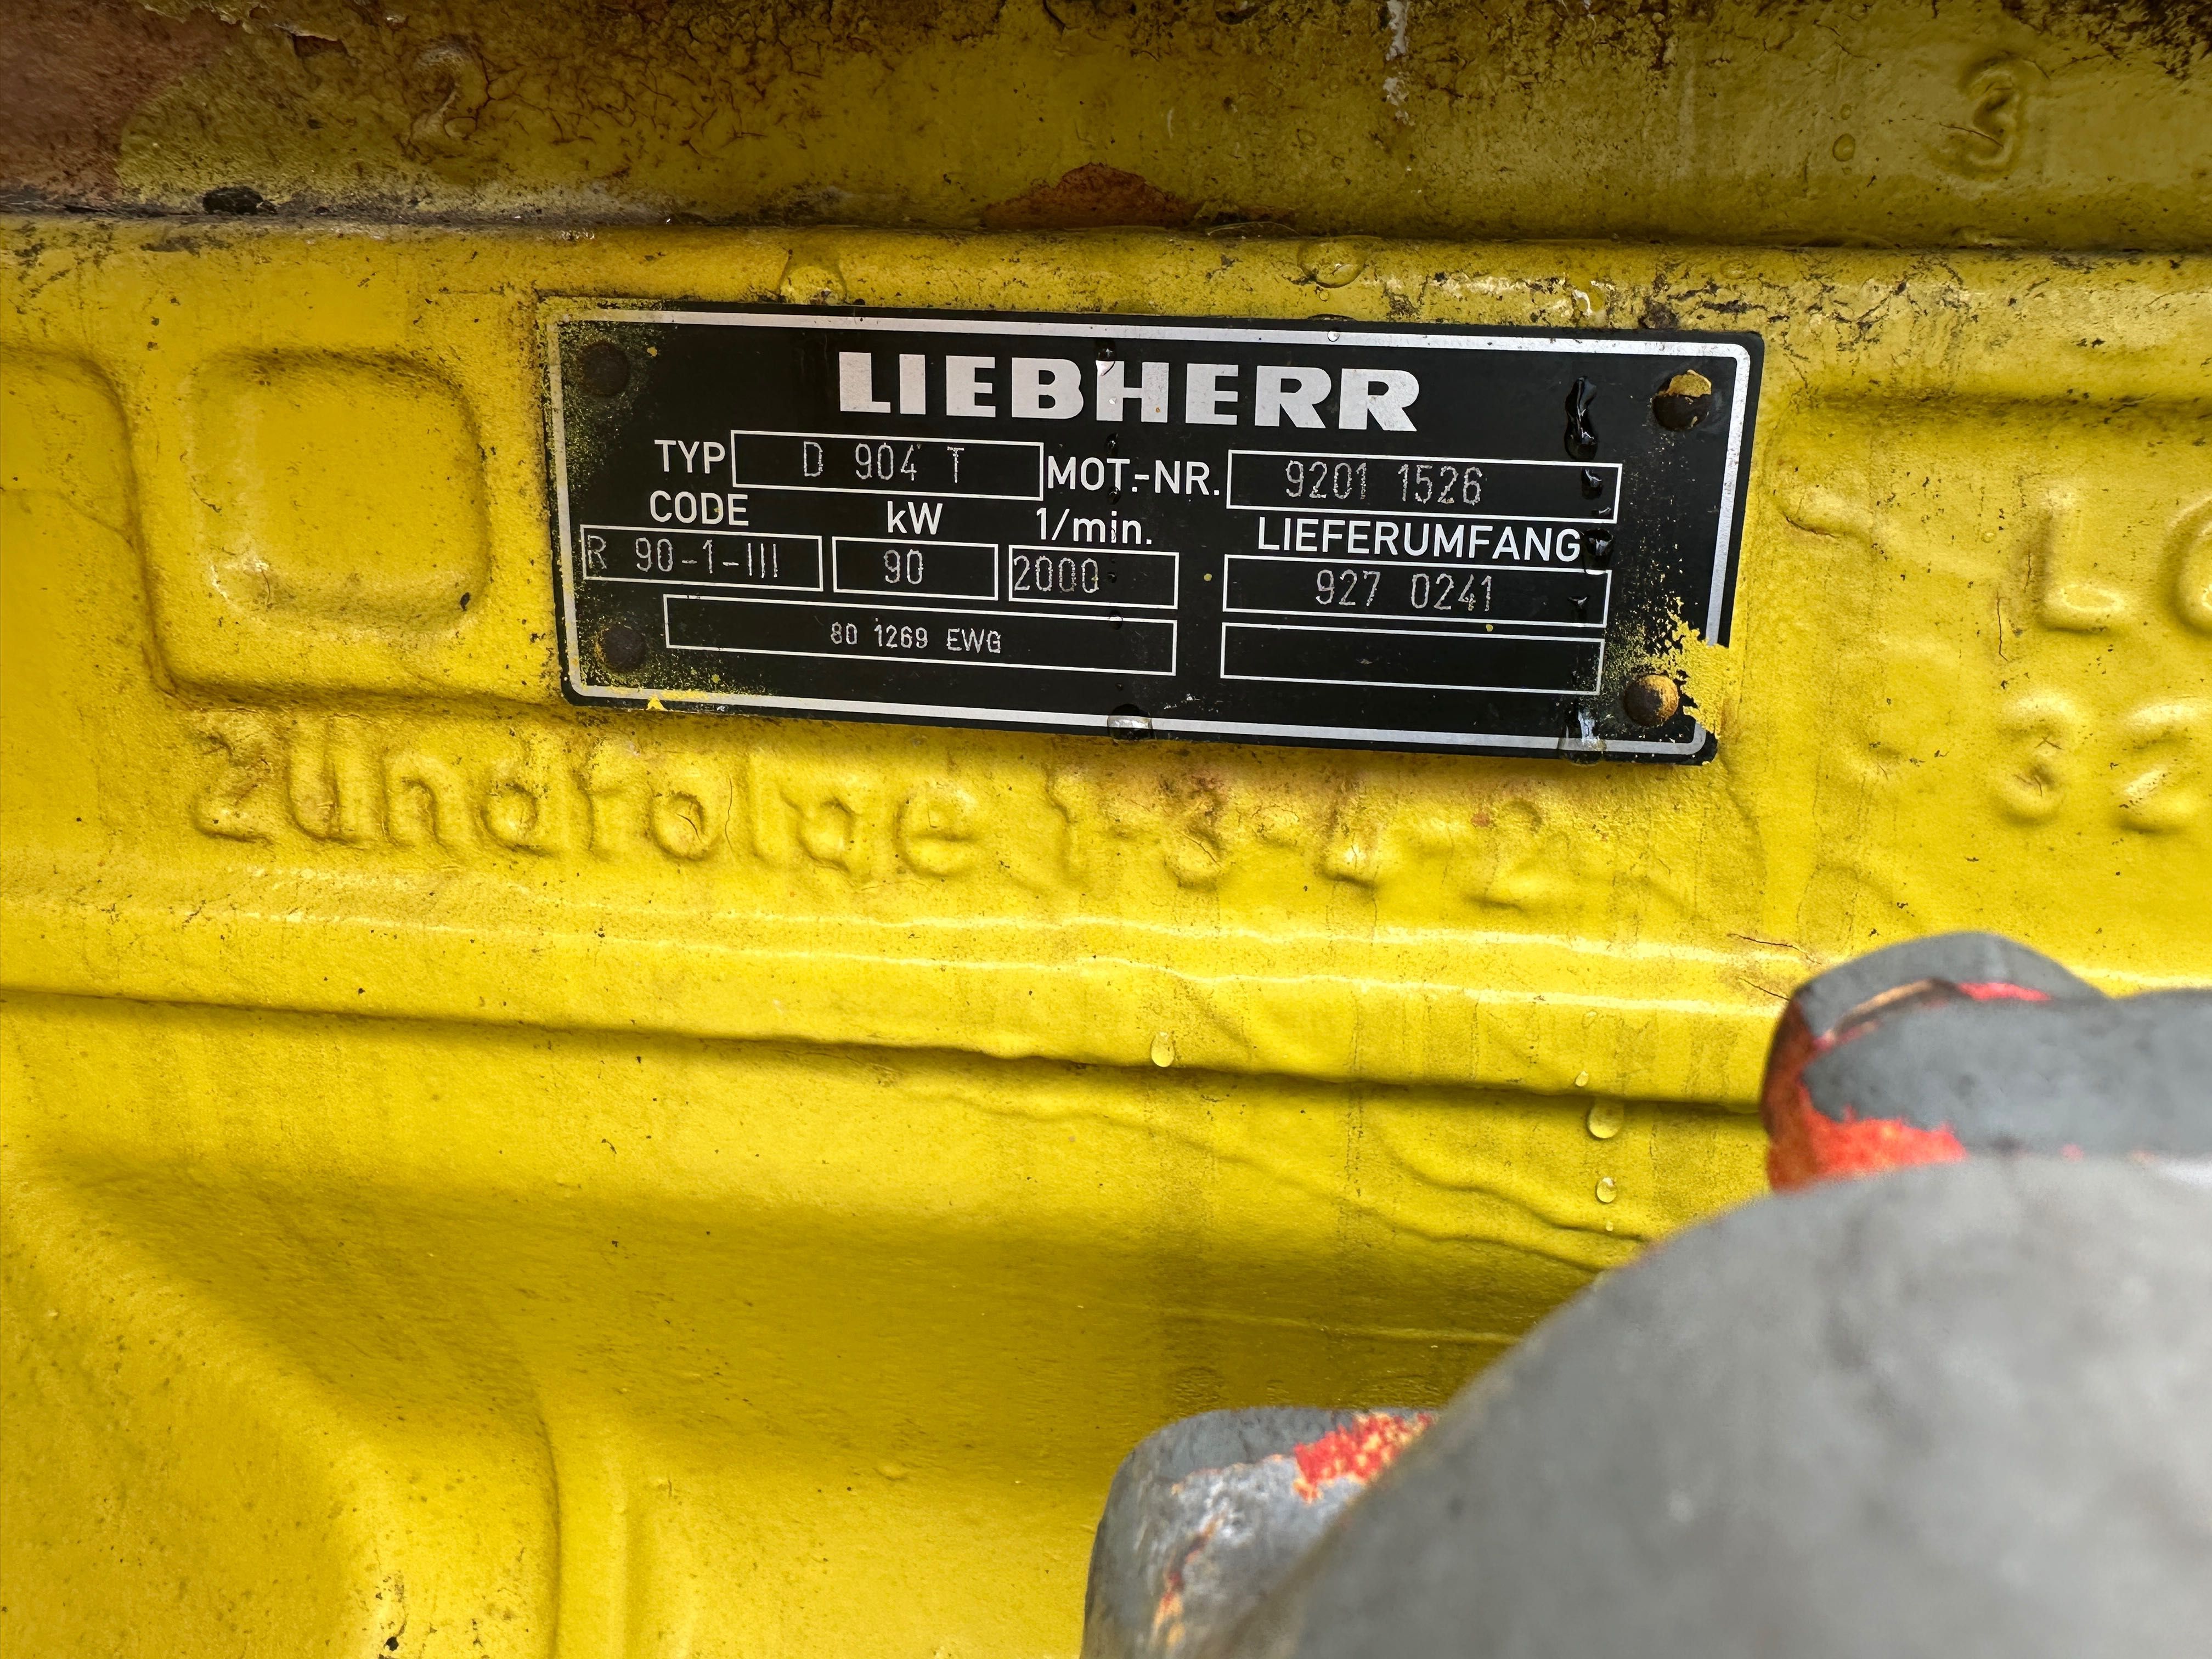 2
3
LIEBHERR
TYP D 904 T MOT.-NR. 9201 1526
CODE kW 1/min. LIEFERUMFANG
R 90-1-III 90 2000 927 0241
80 1269 EWG
Zündfolge 1-3-4-2